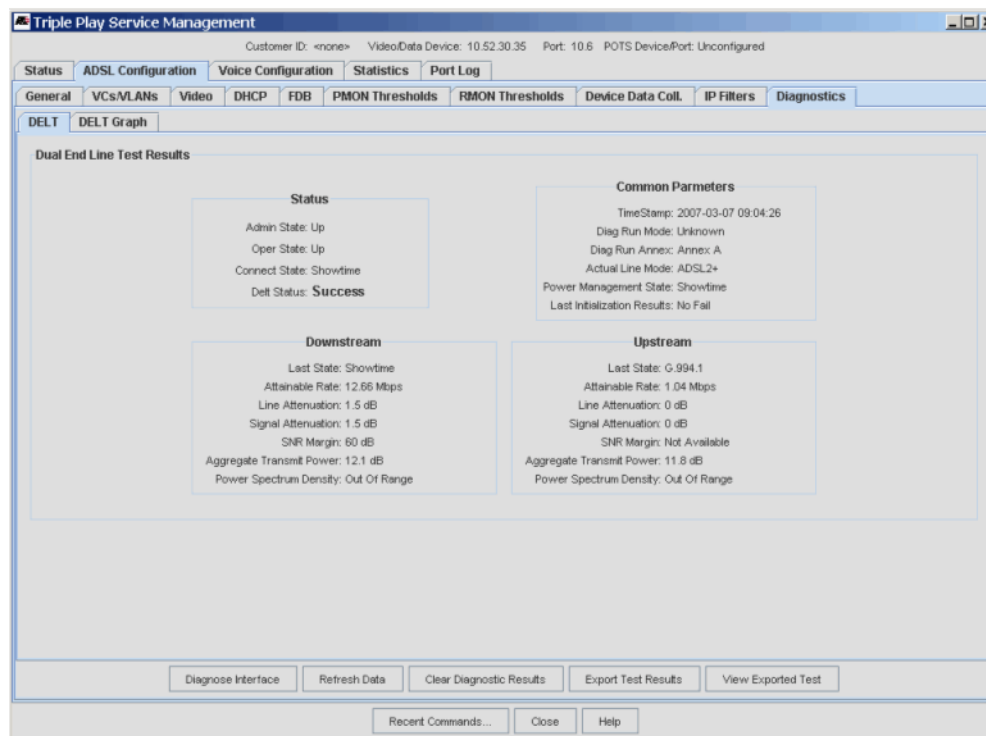 Triple Play Service Management
Customer ID: <none> Video/Data Device: 10.52.30.35 Port: 10.6 POTS Device/Port: Unconfigured
Status ADSL Configuration Voice Configuration Statistics Port Log
General VCs/VLANs Video DHCP FDB PMON Thresholds RMON Thresholds Device Data Coll. IP Filters Diagnostics
DELT DELT Graph
Dual End Line Test Results
Status
Admin State: Up
Oper State: Up
Connect State: Showtime
Delt Status: Success
Common Parmeters
TimeStamp: 2007-03-07 09:04:26
Diag Run Mode: Unknown
Diag Run Annex: Annex A
Actual Line Mode: ADSL2+
Power Management State: Showtime
Last Initialization Results: No Fail
Downstream
Last State: Showtime
Attainable Rate: 12.66 Mbps
Line Attenuation: 1.5 dB
Signal Attenuation: 1.5 dB
SNR Margin: 60 dB
Aggregate Transmit Power: 12.1 dB
Power Spectrum Density: Out Of Range
Upstream
Last State: G.994.1
Attainable Rate: 1.04 Mbps
Line Attenuation: 0 dB
Signal Attenuation: 0 dB
SNR Margin: Not Available
Aggregate Transmit Power: 11.8 dB
Power Spectrum Density: Out Of Range
Diagnose Interface Refresh Data Clear Diagnostic Results Export Test Results View Exported Test
Recent Commands... Close Help